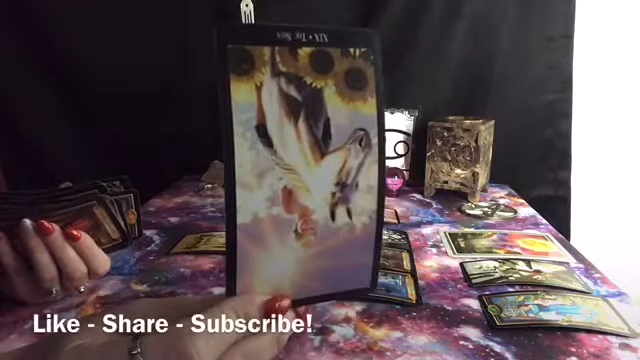 XIX • The Sun
Like - Share - Subscribe!